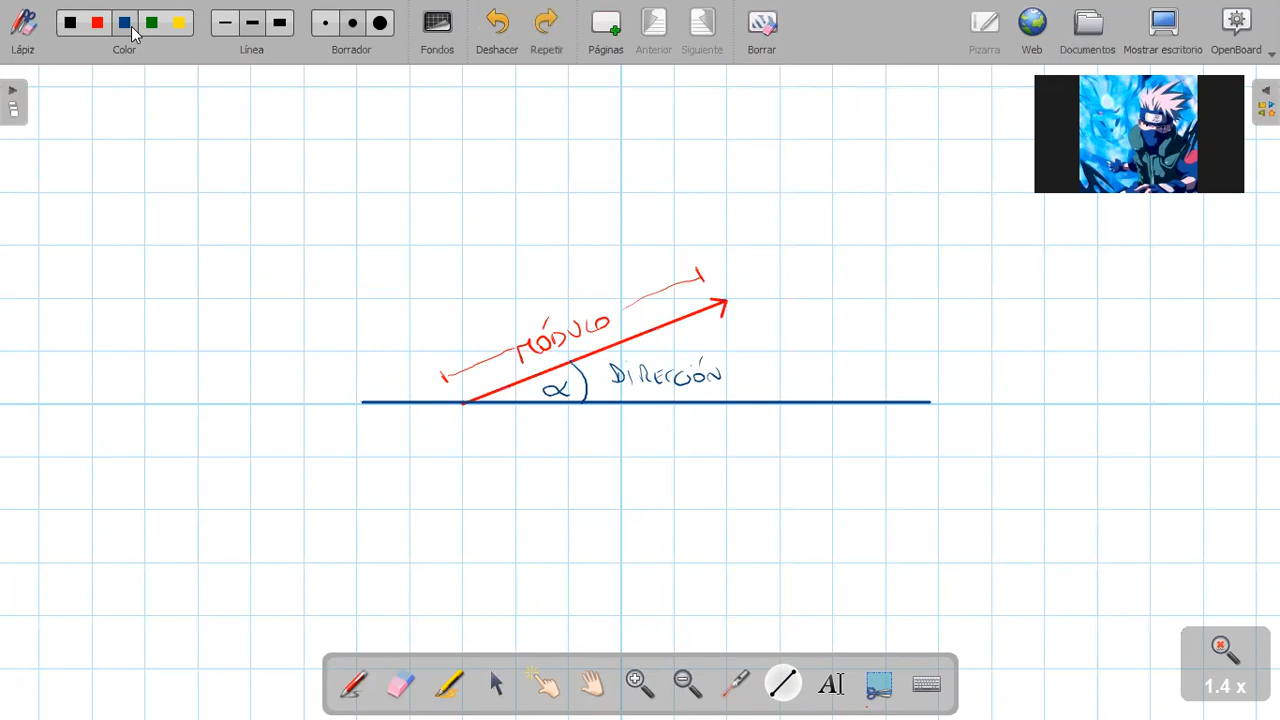 Lápiz
Color
Línea
Borrador
Fondos
Deshacer
Repetir
Páginas
Anterior
Siguiente
Borrar
Pizarra
Web
Documentos
Mostrar escritorio
OpenBoard
MÓDULO
α
DIRECCIÓN
AI
1.4 x